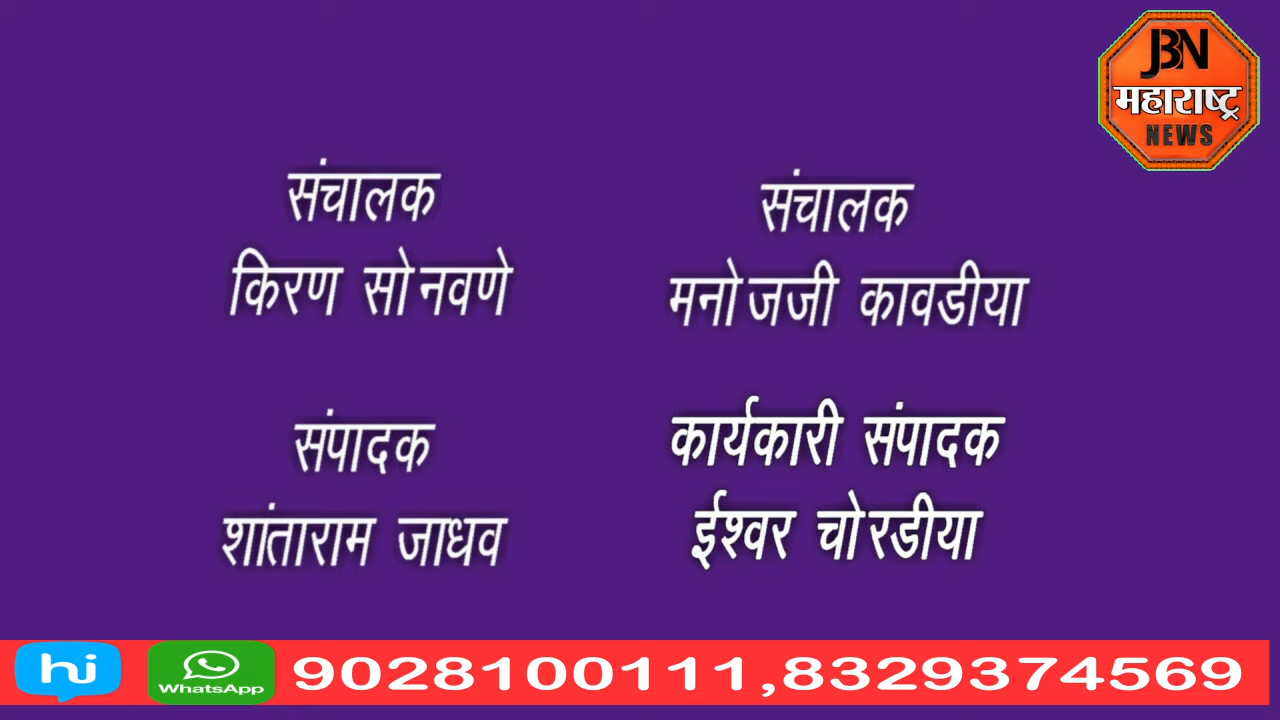 JBN
महाराष्ट्र
NEWS
संचालक
किरण सोनवणे
संचालक
मनोजजी कावडीया
संपादक
शांताराम जाधव
कार्यकारी संपादक
ईश्वर चोरडीया
hi
WhatsApp
9028100111,8329374569